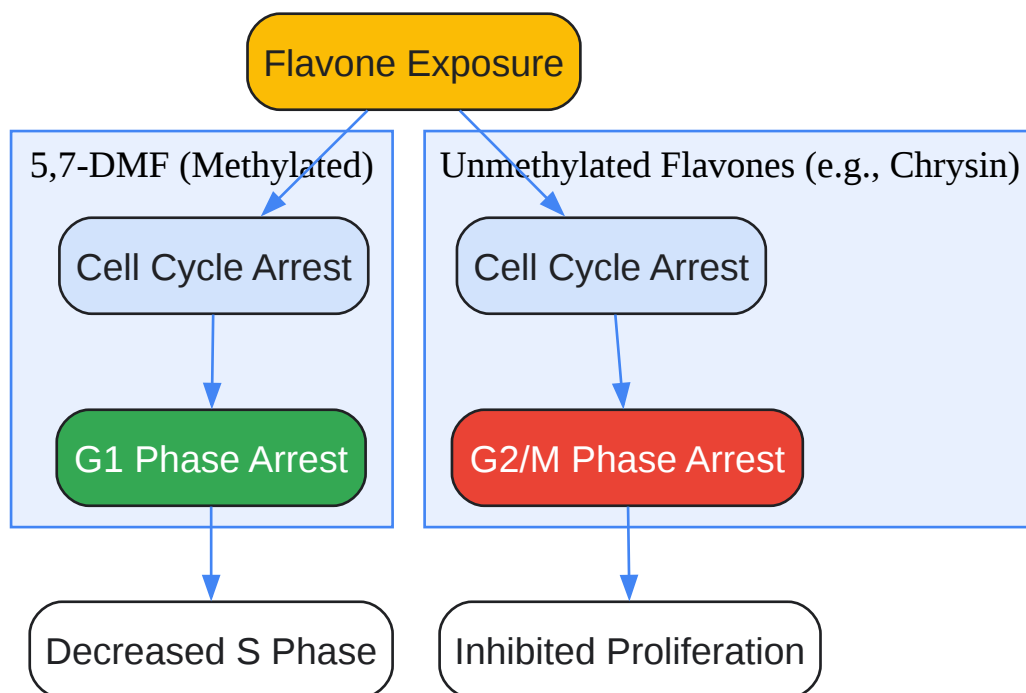 Flavone Exposure
5,7-DMF (Methylated)
Unmethylated Flavones (e.g., Chrysin)
Cell Cycle Arrest
Cell Cycle Arrest
G1 Phase Arrest
G2/M Phase Arrest
Decreased S Phase
Inhibited Proliferation